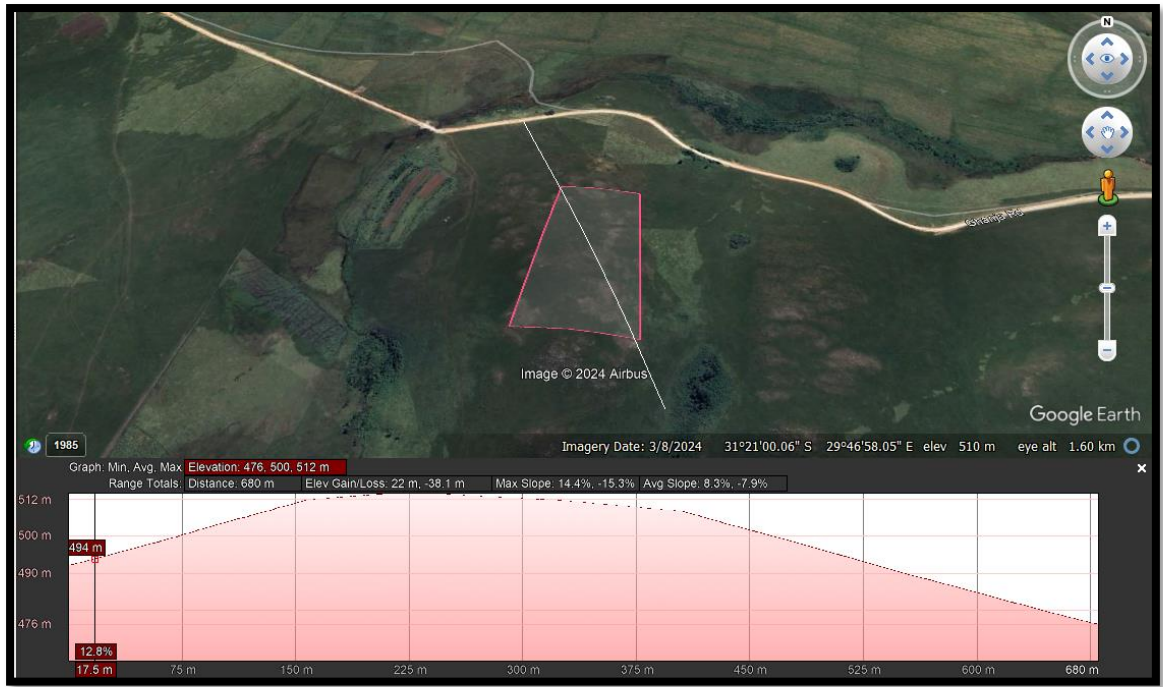 N
Image © 2024 Airbus
Google Earth
1985
Imagery Date: 3/8/2024 31°21'00.06" S 29°46'58.05" E elev 510 m eye alt 1.60 km
Graph: Min, Avg, Max Elevation: 476, 500, 512 m
Range Totals: Distance: 680 m Elev Gain/Loss: 22 m, -38.1 m Max Slope: 14.4%, -15.3% Avg Slope: 8.3%, -7.9%
512 m
500 m
494 m
490 m
476 m
12.8%
17.5 m 75 m 150 m 225 m 300 m 375 m 450 m 525 m 600 m 680 m